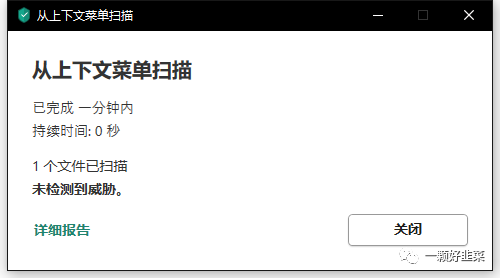 从上下文菜单扫描
从上下文菜单扫描
已完成 一分钟内
持续时间: 0 秒
1 个文件已扫描
未检测到威胁。
详细报告
关闭
一颗好韭菜